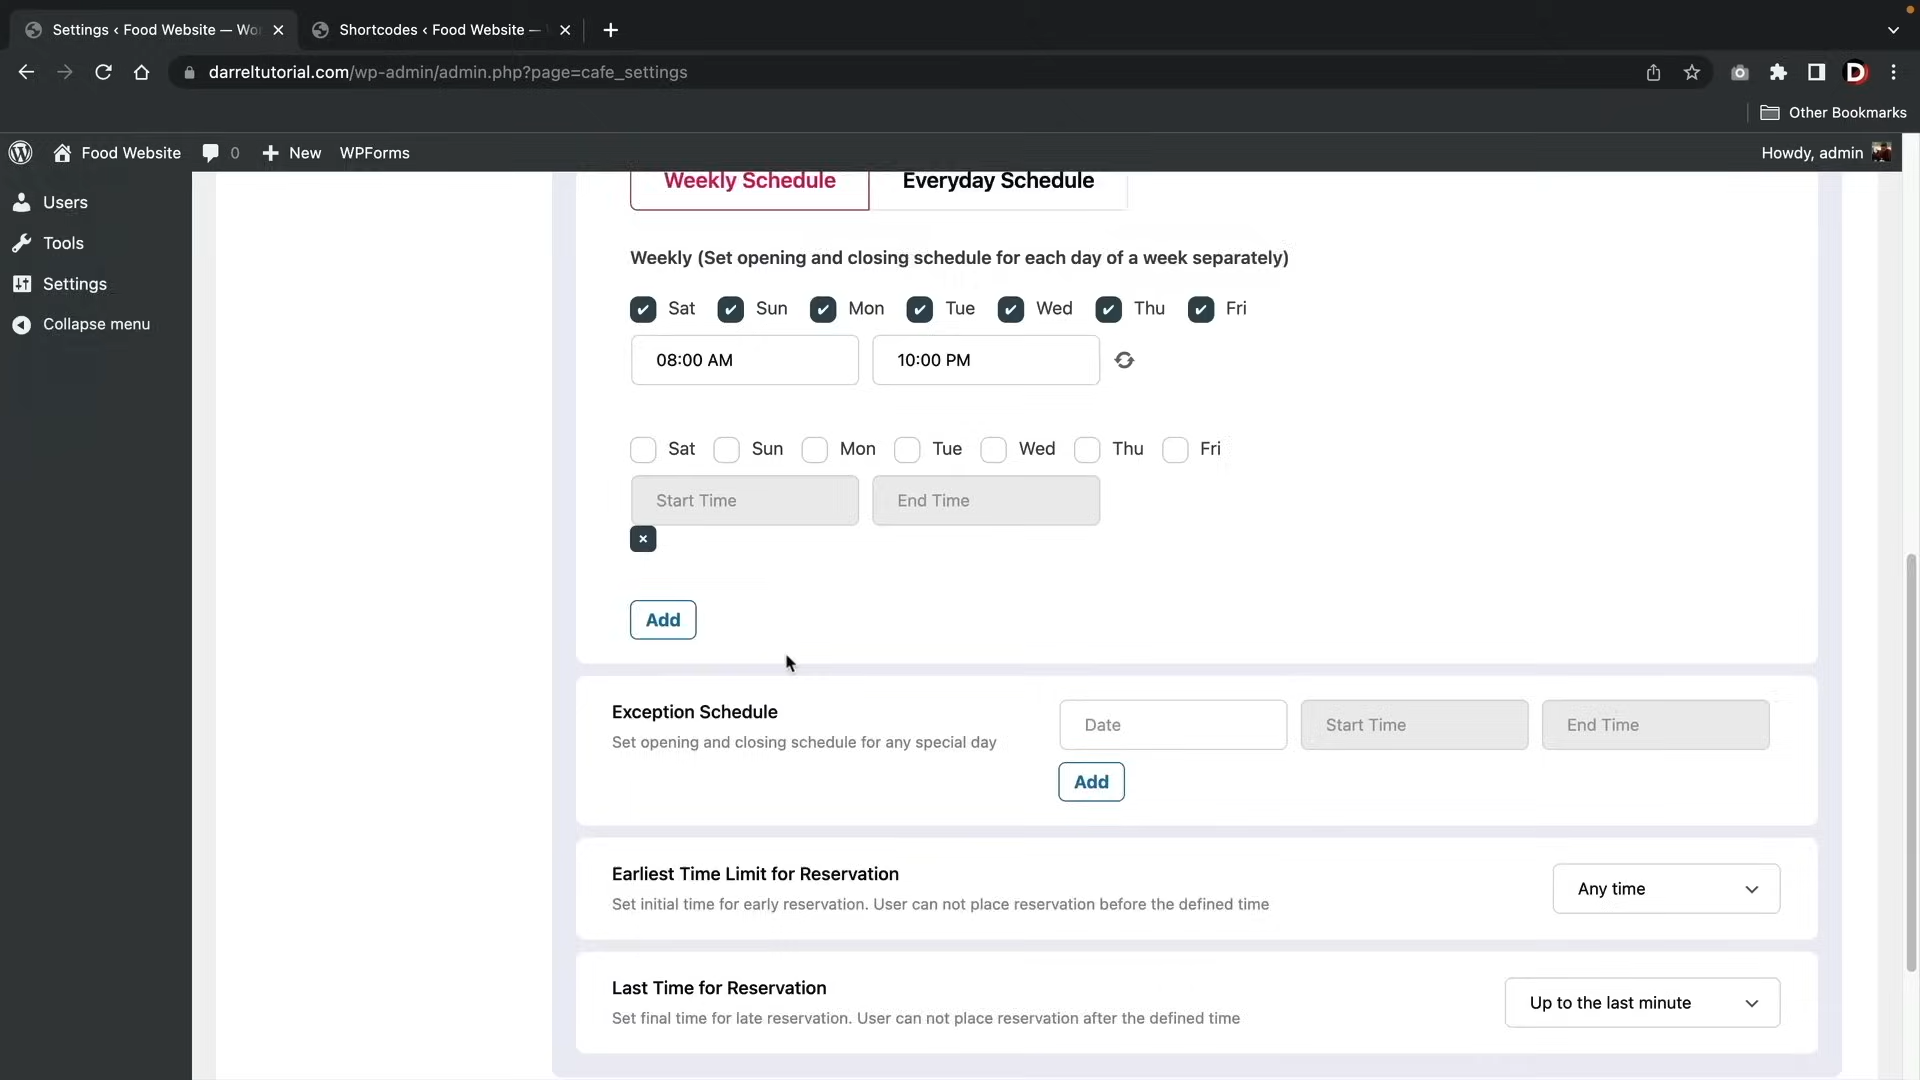 Settings ‹ Food Website — Wo
Shortcodes ‹ Food Website —
darreltutorial.com/wp-admin/admin.php?page=cafe_settings
D
Other Bookmarks
Food Website 0 New WPForms
Howdy, admin
Users
Tools
Settings
Collapse menu
Weekly Schedule Everyday Schedule
Weekly (Set opening and closing schedule for each day of a week separately)
Sat Sun Mon Tue Wed Thu Fri
08:00 AM 10:00 PM
Sat Sun Mon Tue Wed Thu Fri
Start Time End Time
Add
Exception Schedule
Set opening and closing schedule for any special day
Date Start Time End Time
Add
Earliest Time Limit for Reservation
Set initial time for early reservation. User can not place reservation before the defined time
Any time
Last Time for Reservation
Set final time for late reservation. User can not place reservation after the defined time
Up to the last minute